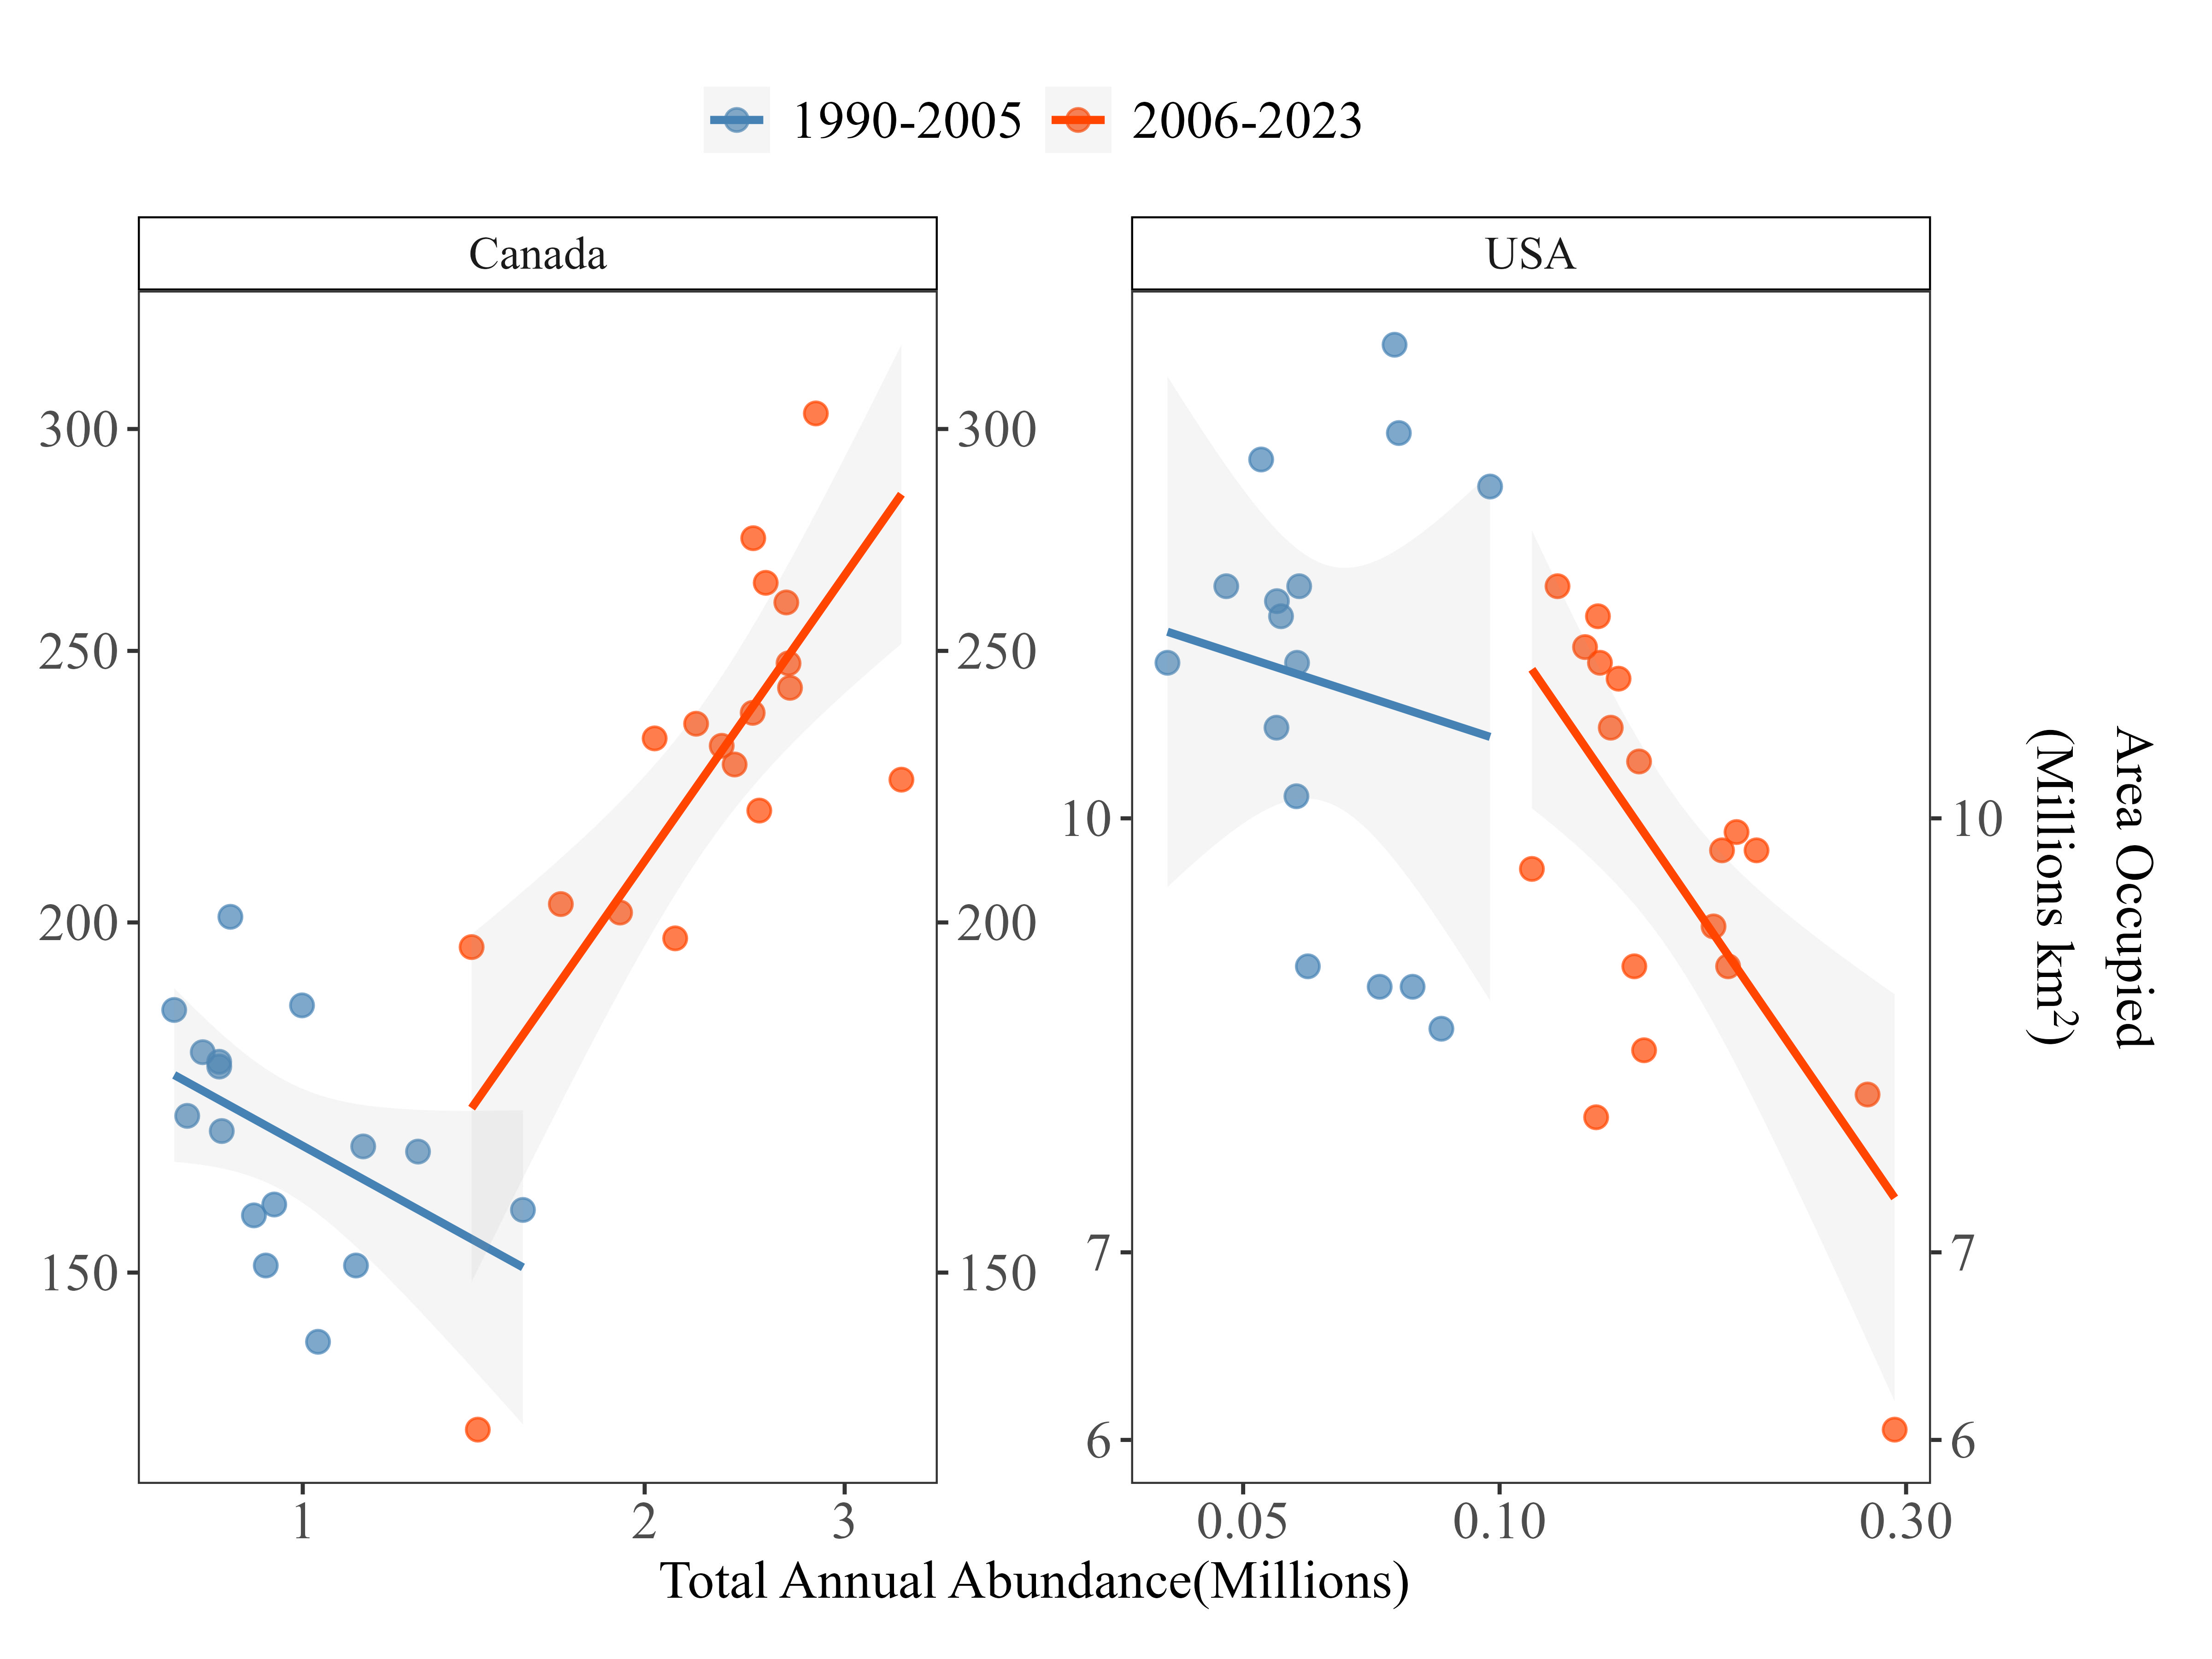 1990-2005 2006-2023
Canada USA
300 300
250 250
200 200
150 150
10 10
7 7
6 6
1 2 3 0.05 0.10 0.30
Total Annual Abundance(Millions)
Area Occupied
(Millions km²)